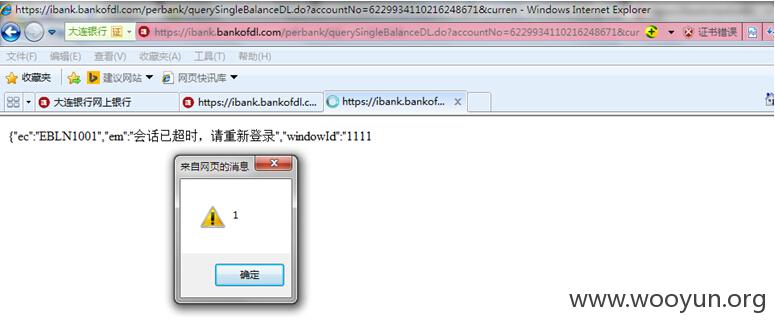 https://ibank.bankofdl.com/perbank/querySingleBalanceDL.do?accountNo=6229934110216248671&curren - Windows Internet Explorer
大连银行 证 https://ibank.bankofdl.com/perbank/querySingleBalanceDL.do?accountNo=6229934110216248671&cur 证书错误
文件(F) 编辑(E) 查看(V) 收藏夹(A) 工具(T) 帮助(H)
收藏夹 建议网站 网页快讯库
大连银行网上银行 https://ibank.bankofdl.c... https://ibank.bankof... X
{"ec":"EBLN1001","em":"会话已超时，请重新登录","windowId":"1111
来自网页的消息
1
确定
www.wooyun.org